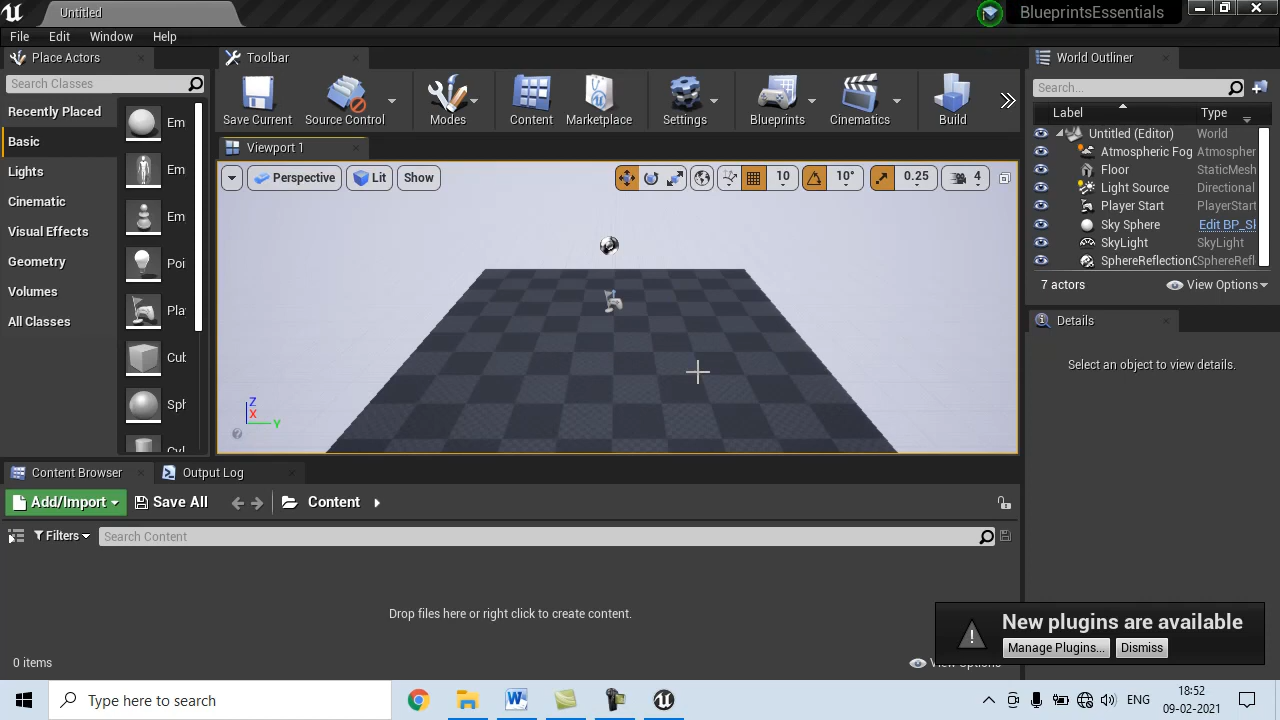 Untitled
BlueprintsEssentials
File Edit Window Help
Place Actors
Search Classes
Recently Placed
Basic
Lights
Cinematic
Visual Effects
Geometry
Volumes
All Classes
Em
Em
Em
Poi
Pla
Cub
Sph
Cyl
Toolbar
Save Current
Source Control
Modes
Content
Marketplace
Settings
Blueprints
Cinematics
Build
Viewport 1
Perspective
Lit
Show
10
10°
0.25
4
Z
X
Y
World Outliner
Search...
Label Type
Untitled (Editor) World
Atmospheric Fog Atmospher
Floor StaticMesh
Light Source Directional
Player Start PlayerStart
Sky Sphere Edit BP_Sk
SkyLight SkyLight
SphereReflectionC SphereRefl
7 actors
View Options
Details
Select an object to view details.
Content Browser
Output Log
Add/Import
Save All
Content
Filters
Search Content
Drop files here or right click to create content.
0 items
View Options
New plugins are available
Manage Plugins...
Dismiss
Type here to search
ENG
18:52
09-02-2021